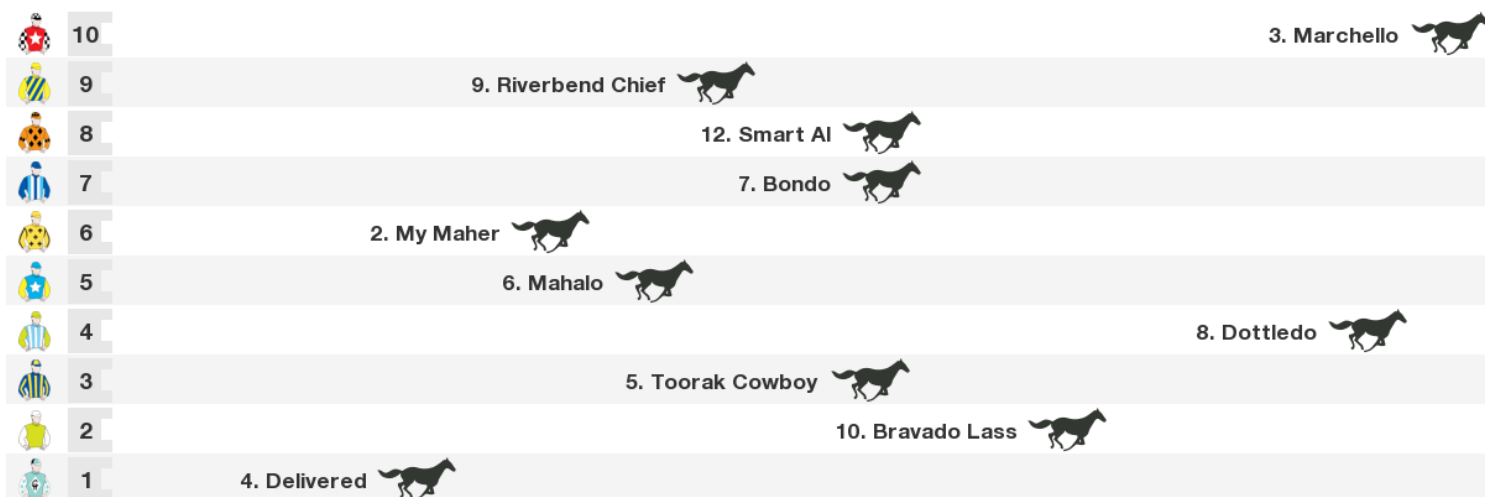 10 3. Marchello
9 9. Riverbend Chief
8 12. Smart Al
7 7. Bondo
6 2. My Maher
5 6. Mahalo
4 8. Dottledo
3 5. Toorak Cowboy
2 10. Bravado Lass
1 4. Delivered